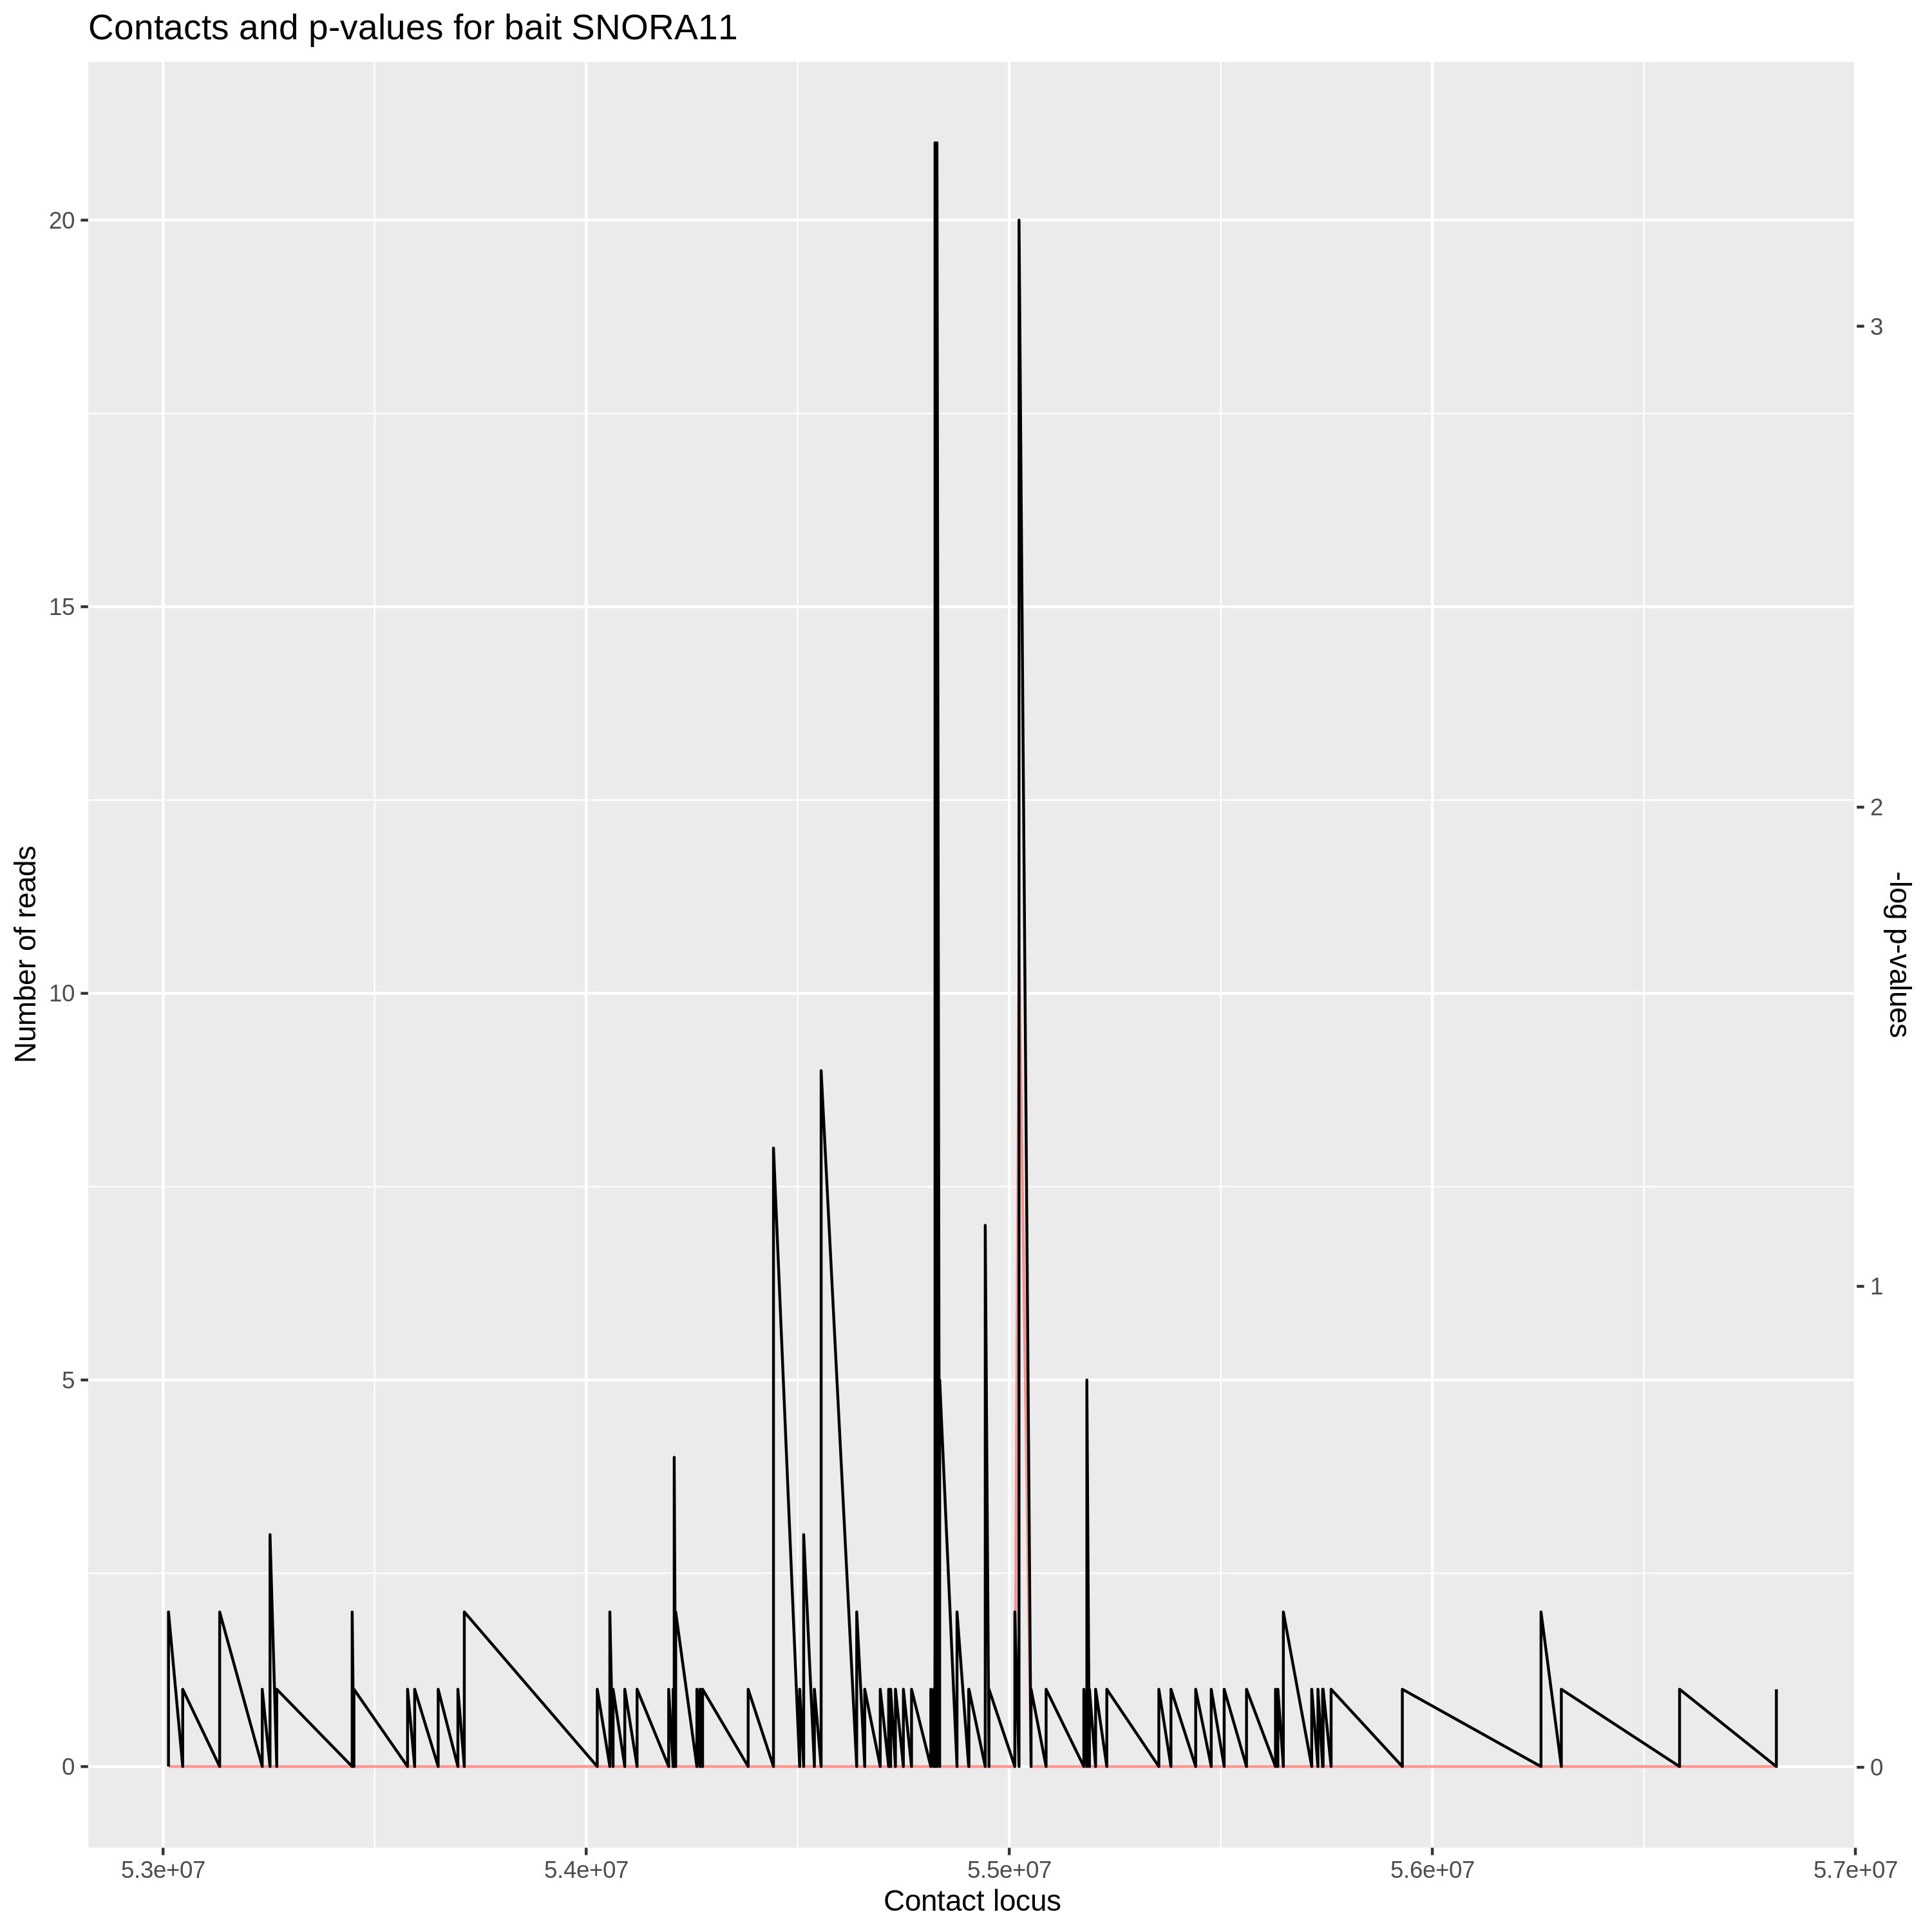 Contacts and p-values for bait SNORA11
Number of reads
20
15
10
5
0
3
2
1
0
-log p-values
5.3e+07
5.4e+07
5.5e+07
5.6e+07
5.7e+07
Contact locus